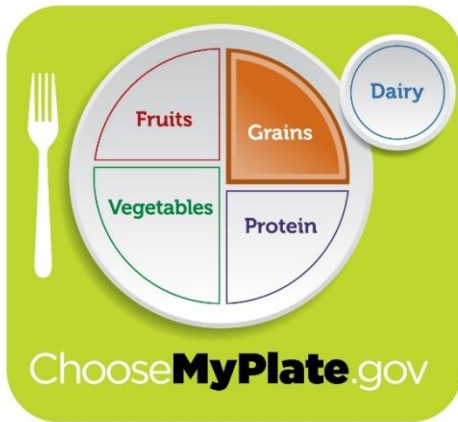 Dairy
Fruits
Grains
Vegetables
Protein
ChooseMyPlate.gov